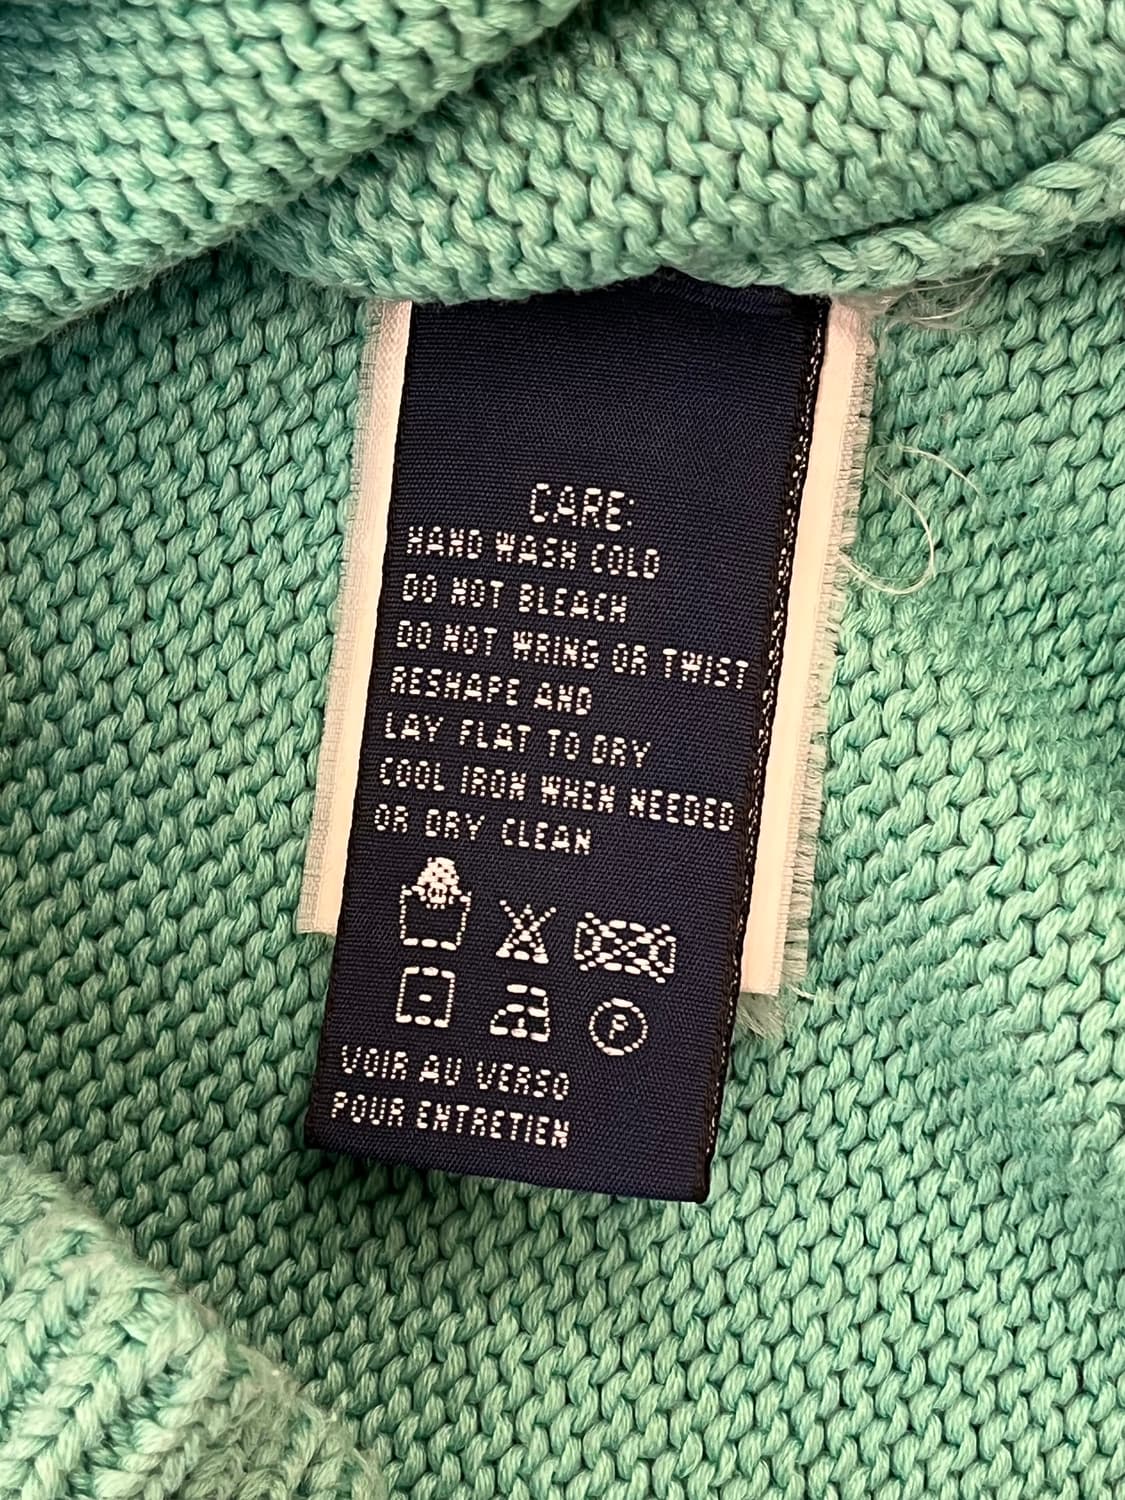 CARE:
HAND WASH COLD
DO NOT BLEACH
DO NOT WRING OR TWIST
RESHAPE AND
LAY FLAT TO DRY
COOL IRON WHEN NEEDED
OR DRY CLEAN
P
VOIR AU VERSO
POUR ENTRETIEN